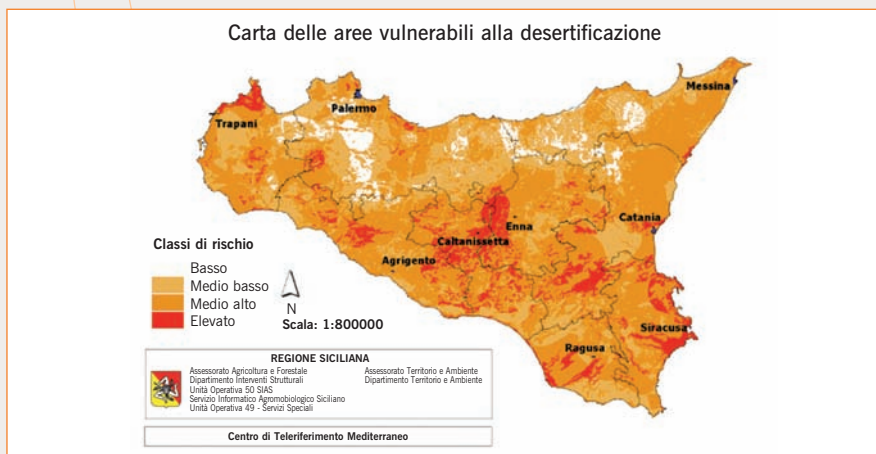 Carta delle aree vulnerabili alla desertificazione
Messina
Palermo
Trapani
Catania
Enna
Caltanissetta
Agrigento
Siracusa
Ragusa
Classi di rischio
Basso
Medio basso
Medio alto
Elevato
N
Scala: 1:800000
REGIONE SICILIANA
Assessorato Agricoltura e Forestale
Dipartimento Interventi Strutturali
Unità Operativa 50 SIAS
Servizio Informatico Agromobiologico Siciliano
Unità Operativa 49 - Servizi Speciali
Assessorato Territorio e Ambiente
Dipartimento Territorio e Ambiente
Centro di Teleriferimento Mediterraneo